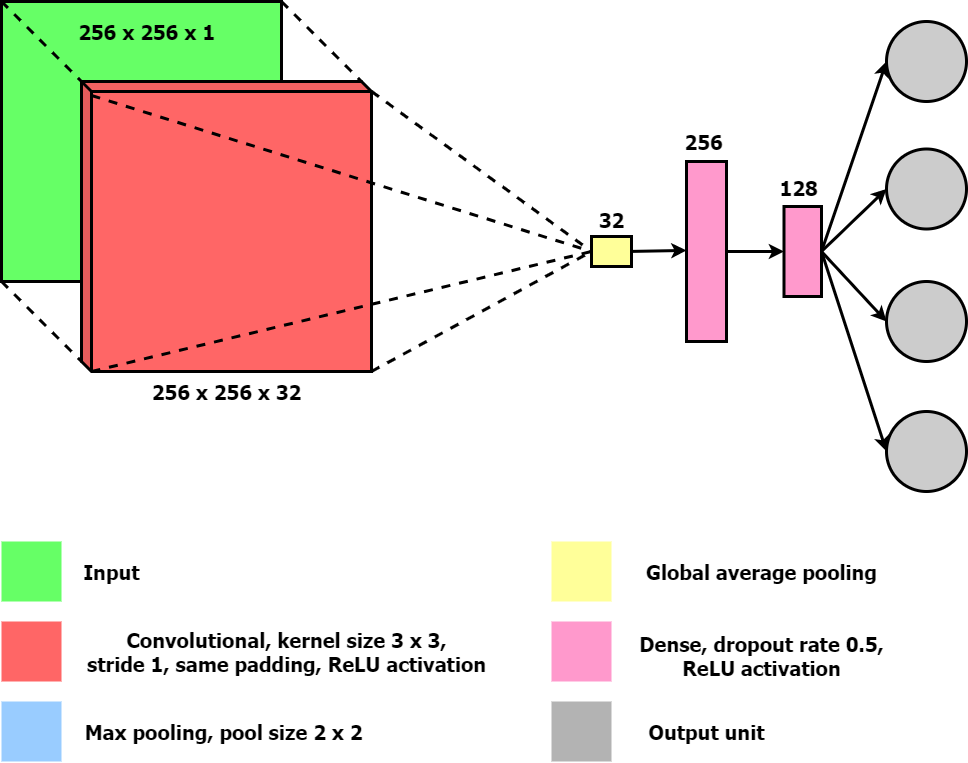 256 x 256 x 1
256
128
32
256 x 256 x 32
Input
Global average pooling
Convolutional, kernel size 3 x 3,
stride 1, same padding, ReLU activation
Dense, dropout rate 0.5,
ReLU activation
Max pooling, pool size 2 x 2
Output unit